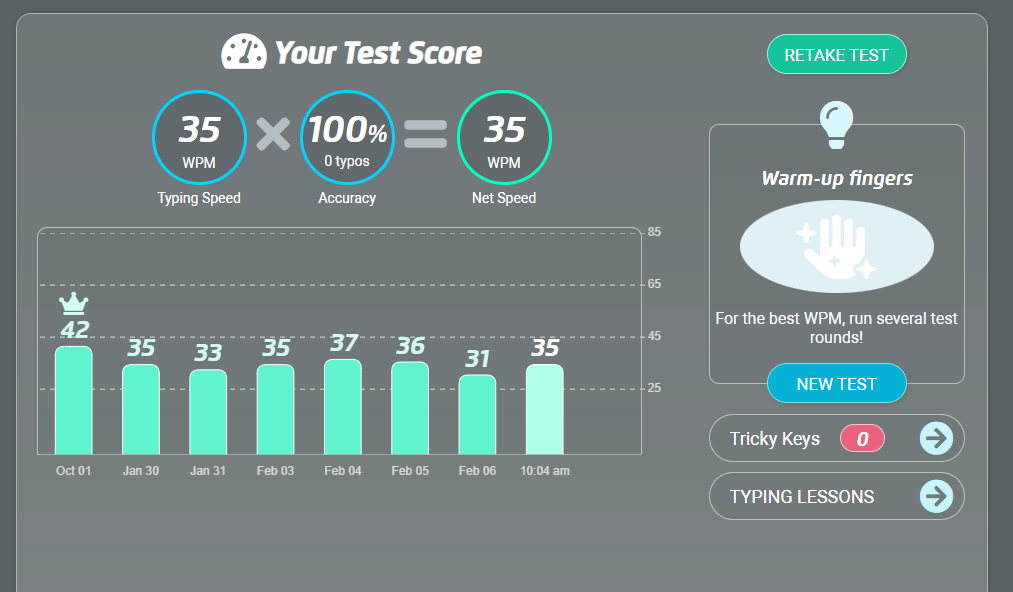 Your Test Score
RETAKE TEST
35
WPM
Typing Speed
100%
0 typos
Accuracy
35
WPM
Net Speed
Warm-up fingers
For the best WPM, run several test
rounds!
NEW TEST
Tricky Keys 0
TYPING LESSONS
85
65
45
25
42
35
33
35
37
36
31
35
Oct 01
Jan 30
Jan 31
Feb 03
Feb 04
Feb 05
Feb 06
10:04 am